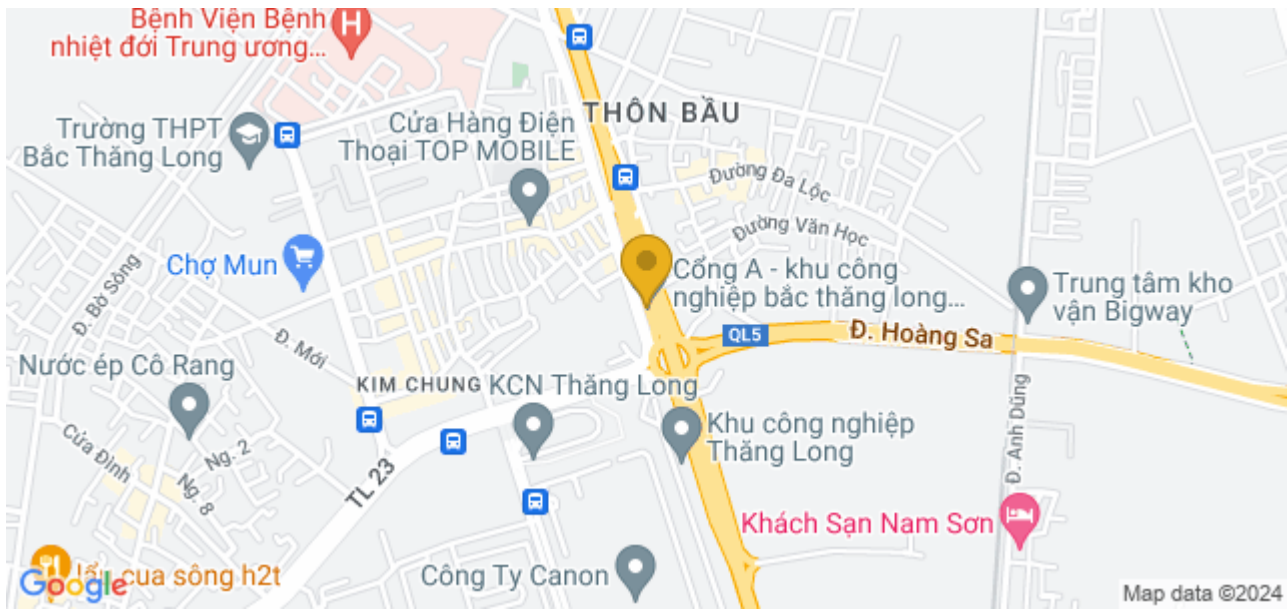 Bệnh Viện Bệnh
nhiệt đới Trung ương...
H
THÔN BẦU
Trường THPT
Bắc Thăng Long
Cửa Hàng Điện
Thoại TOP MOBILE
Đường Đa Lộc
Đường Văn Học
Chợ Mun
Đ. Bờ Sông
Cổng A - khu công
nghiệp bắc thăng long...
Trung tâm kho
vận Bigway
QL5
Đ. Hoàng Sa
Đ. Mới
Nước ép Cô Rang
KIM CHUNG
KCN Thăng Long
Khu công nghiệp
Thăng Long
Đ. Anh Dũng
Cửa Đình
Ng. 2
Ng. 8
TL 23
Khách Sạn Nam Sơn
lẩu cua sông h2t
Google
Công Ty Canon
Map data ©2024